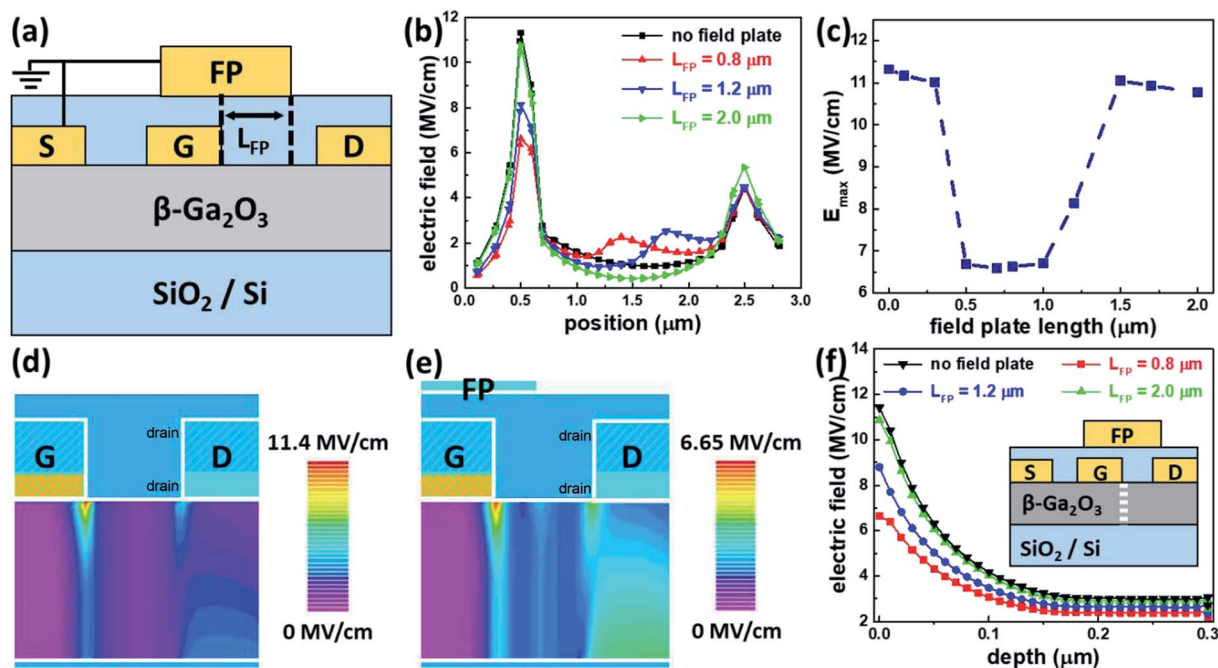 (a)
FP
S
G
L_FP
D
β-Ga₂O₃
SiO₂ / Si
(b)
electric field (MV/cm)
12
10
8
6
4
2
0
no field plate
L_FP = 0.8 μm
L_FP = 1.2 μm
L_FP = 2.0 μm
0.0 0.5 1.0 1.5 2.0 2.5 3.0
position (μm)
(c)
E_max (MV/cm)
12
11
10
9
8
7
6
0.0 0.5 1.0 1.5 2.0
field plate length (μm)
(d)
G
drain
drain
D
11.4 MV/cm
0 MV/cm
(e)
FP
G
drain
drain
D
6.65 MV/cm
0 MV/cm
(f)
electric field (MV/cm)
14
12
10
8
6
4
2
no field plate
L_FP = 0.8 μm
L_FP = 1.2 μm
L_FP = 2.0 μm
FP
S
G
D
β-Ga₂O₃
SiO₂ / Si
0.0 0.1 0.2 0.3
depth (μm)